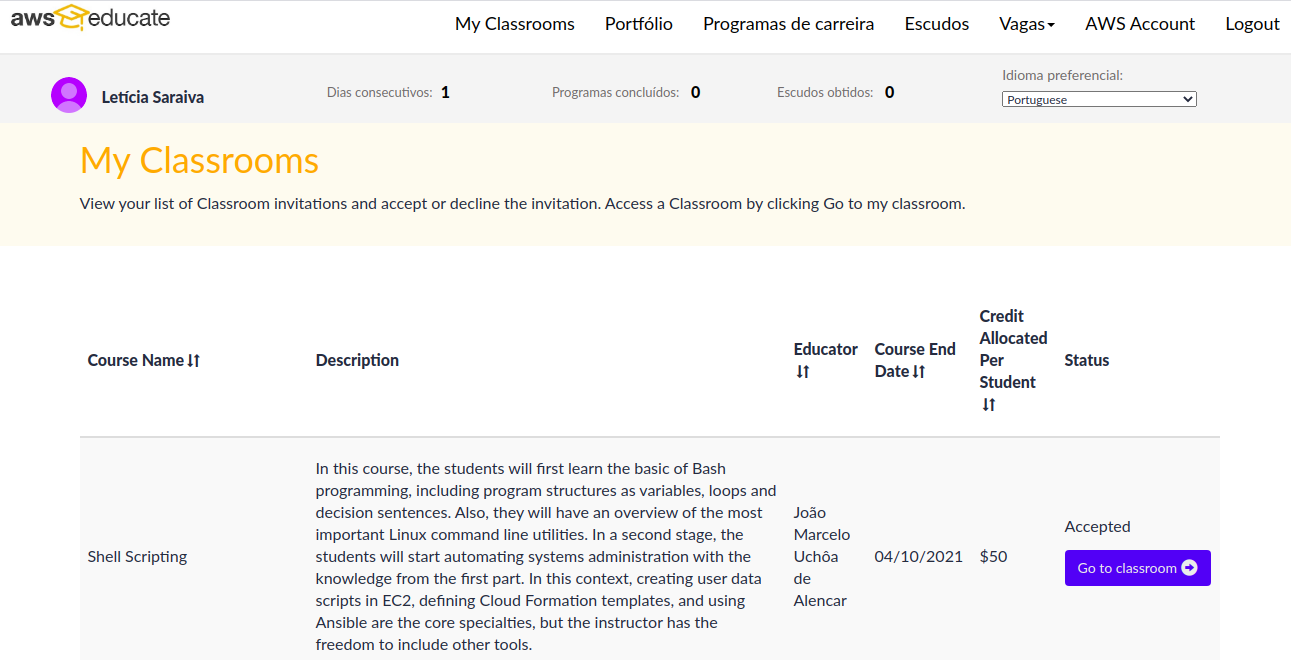 aws educate
My Classrooms Portfólio Programas de carreira Escudos Vagas AWS Account Logout
Letícia Saraiva
Dias consecutivos: 1
Programas concluídos: 0
Escudos obtidos: 0
Idioma preferencial:
Portuguese
My Classrooms
View your list of Classroom invitations and accept or decline the invitation. Access a Classroom by clicking Go to my classroom.
Course Name
Description
Educator
Course End
Date
Credit
Allocated
Per
Student
Status
Shell Scripting
In this course, the students will first learn the basic of Bash
programming, including program structures as variables, loops and
decision sentences. Also, they will have an overview of the most
important Linux command line utilities. In a second stage, the
students will start automating systems administration with the
knowledge from the first part. In this context, creating user data
scripts in EC2, defining Cloud Formation templates, and using
Ansible are the core specialties, but the instructor has the
freedom to include other tools.
João
Marcelo
Uchôa
de
Alencar
04/10/2021
$50
Accepted
Go to classroom